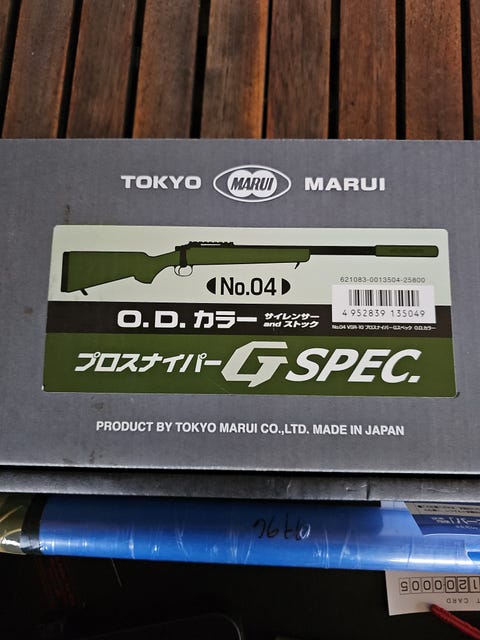 TOKYO MARUI MARUI
No.04
621083-0013504-25800
4 952839 135049
O.D.カラー サイレンサー and ストック
No.04 VSR-10 プロスナイパーGスペック O.D.カラー
プロスナイパー G SPEC.
PRODUCT BY TOKYO MARUI CO.,LTD. MADE IN JAPAN